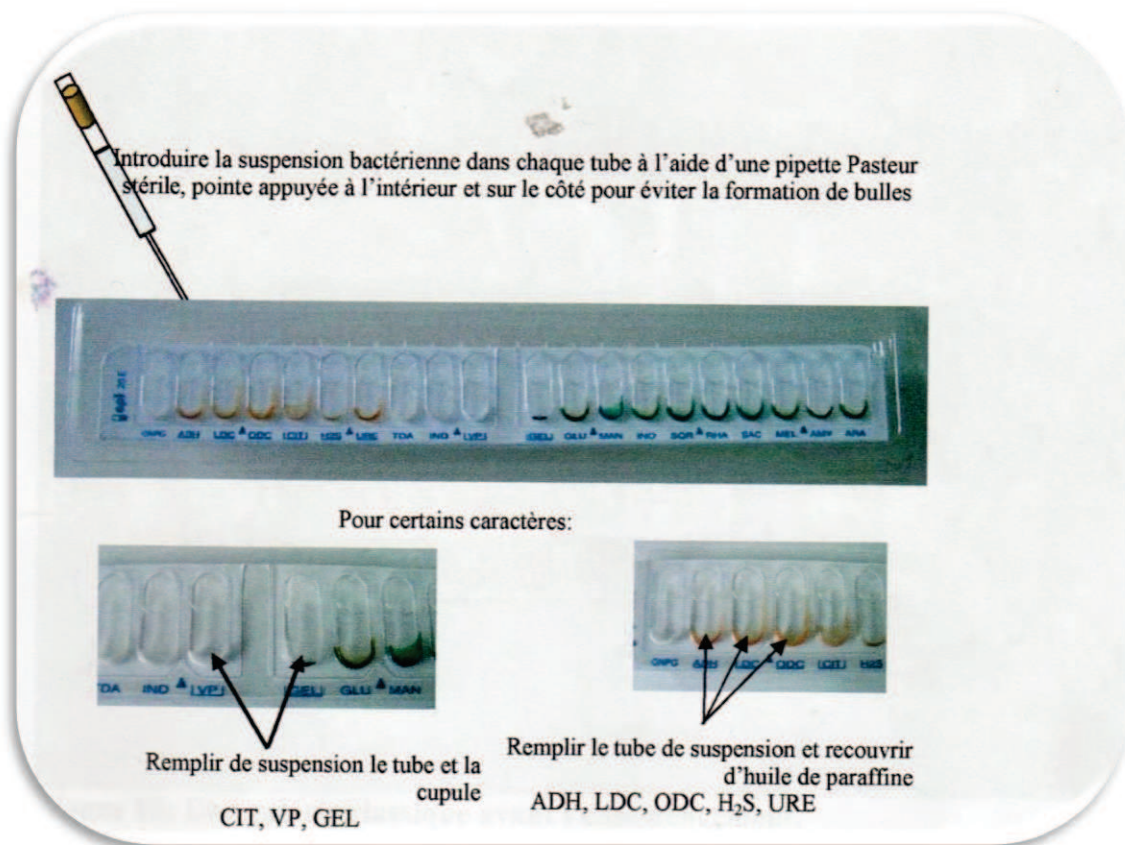 Introduire la suspension bactérienne dans chaque tube à l'aide d'une pipette Pasteur
stérile, pointe appuyée à l'intérieur et sur le côté pour éviter la formation de bulles
api 20 E
ONPG ADH LDC ODC |CIT| H2S URE TDA IND |VP| |GEL| GLU MAN INO SOR RHA SAC MEL AMY ARA
Pour certains caractères:
TDA IND |VP| |GEL| GLU MAN
ONPG ADH LDC ODC |CIT| H2S
Remplir de suspension le tube et la
cupule
CIT, VP, GEL
Remplir le tube de suspension et recouvrir
d'huile de paraffine
ADH, LDC, ODC, H₂S, URE